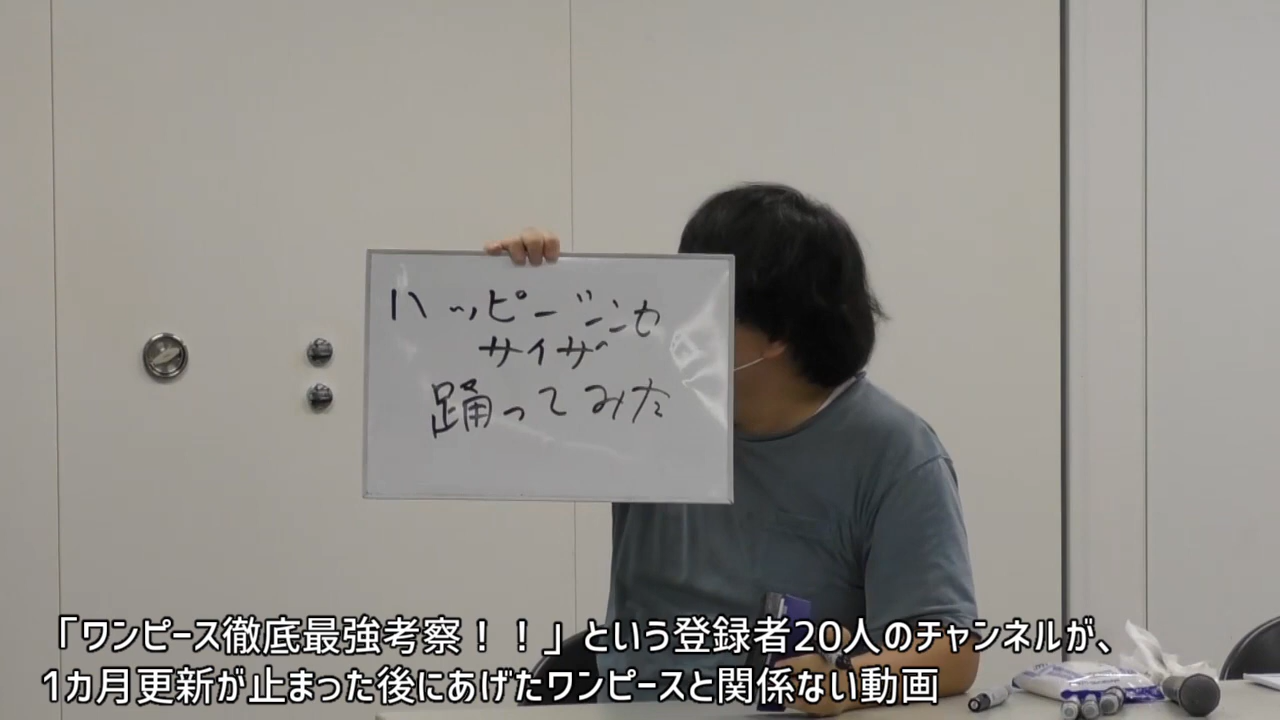 ハッピージンセ
サイザ
踊ってみた
「ワンピース徹底最強考察！！」という登録者20人のチャンネルが、
1カ月更新が止まった後にあげたワンピースと関係ない動画